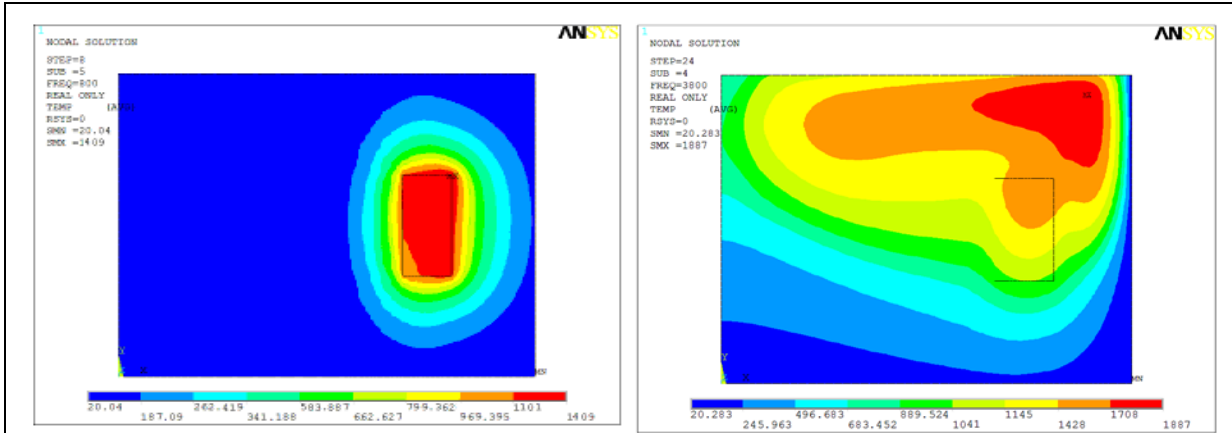 1
ANSYS
NODAL SOLUTION
STEP=8
SUB =5
FREQ=800
REAL ONLY
TEMP (AVG)
RSYS=0
SMN =20.04
SMX =1409
Y
X
MN
20.04 262.419 583.887 799.362 1101
187.09 341.188 662.627 969.395 1409
1
ANSYS
NODAL SOLUTION
STEP=24
SUB =4
FREQ=3800
REAL ONLY
TEMP (AVG)
RSYS=0
SMN =20.283
SMX =1887
MX
Y
X
MN
20.283 496.683 889.524 1145 1708
245.963 683.452 1041 1428 1887